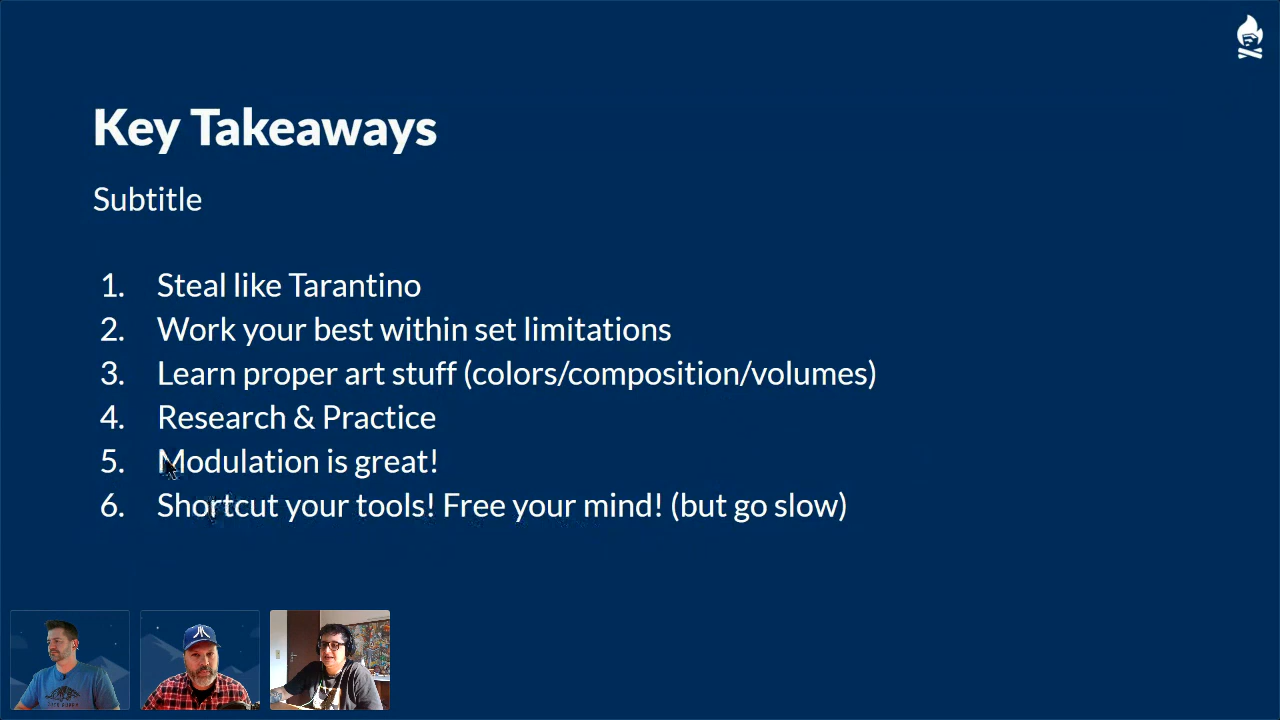 Key Takeaways
Subtitle
1. Steal like Tarantino
2. Work your best within set limitations
3. Learn proper art stuff (colors/composition/volumes)
4. Research & Practice
5. Modulation is great!
6. Shortcut your tools! Free your mind! (but go slow)